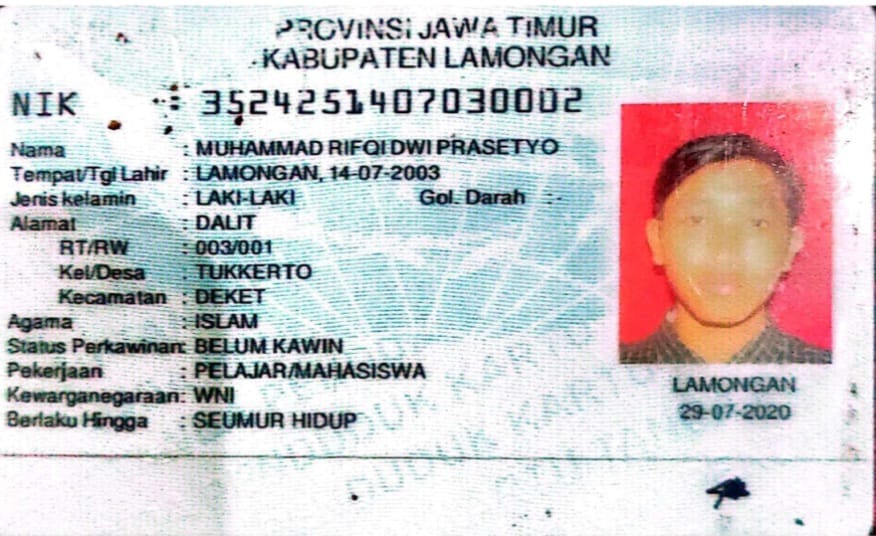 PROVINSI JAWA TIMUR
KABUPATEN LAMONGAN
NIK : 3524251407030002
Nama : MUHAMMAD RIFQI DWI PRASETYO
Tempat/Tgl Lahir : LAMONGAN, 14-07-2003
Jenis kelamin : LAKI-LAKI Gol. Darah : -
Alamat : DALIT
RT/RW : 003/001
Kel/Desa : TUKKERTO
Kecamatan : DEKET
Agama : ISLAM
Status Perkawinan: BELUM KAWIN
Pekerjaan : PELAJAR/MAHASISWA
Kewarganegaraan: WNI
Berlaku Hingga : SEUMUR HIDUP
LAMONGAN
29-07-2020